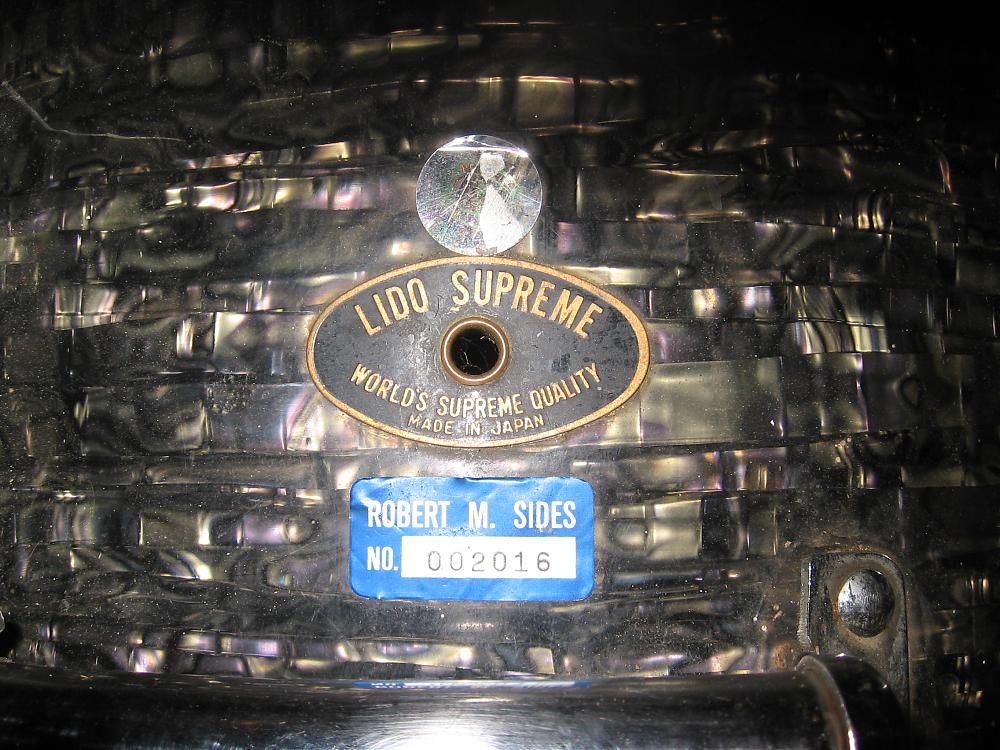 LIDO SUPREME
WORLD'S SUPREME QUALITY
MADE IN JAPAN
ROBERT M. SIDES
NO. 002016